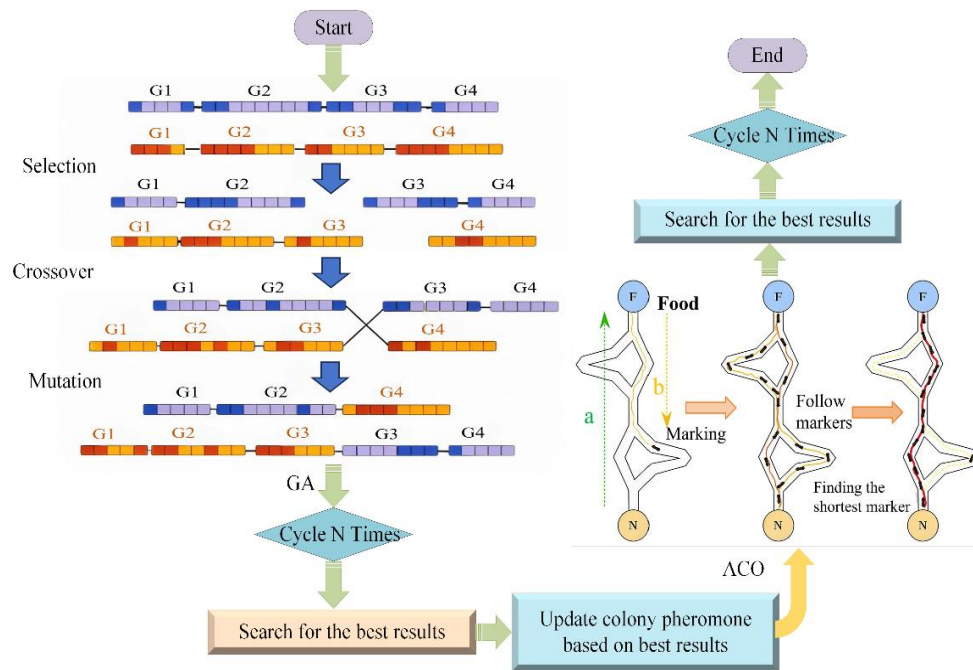 Start
G1 G2 G3 G4
G1 G2 G3 G4
Selection
G1 G2 G3 G4
G1 G2 G3 G4
Crossover
G1 G2 G3 G4
G1 G2 G3 G4
Mutation
G1 G2 G4
G1 G2 G3 G3 G4
GA
Cycle N Times
Search for the best results
Update colony pheromone
based on best results
ACO
F
Food
a
b
Marking
N
F
Follow
markers
Finding the
shortest marker
N
F
N
Search for the best results
Cycle N Times
End